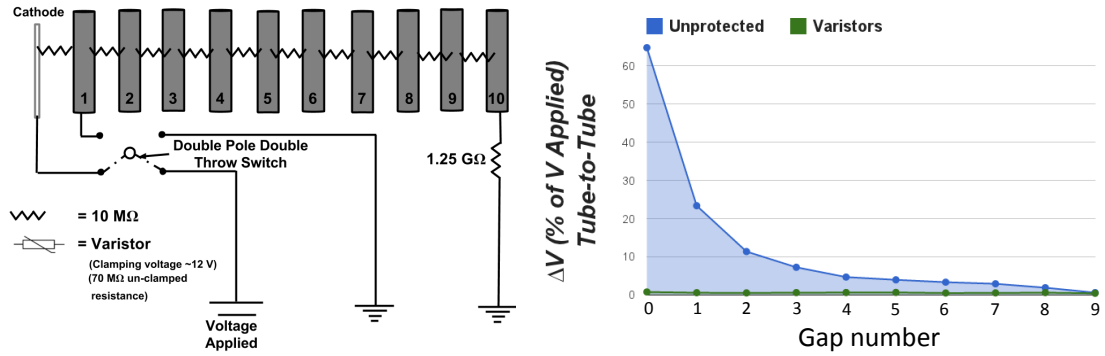 Cathode
1 2 3 4 5 6 7 8 9 10
Double Pole Double
Throw Switch
1.25 GΩ
= 10 MΩ
= Varistor
(Clamping voltage ~12 V)
(70 MΩ un-clamped
resistance)
Voltage
Applied
Unprotected Varistors
ΔV (% of V Applied)
Tube-to-Tube
60
50
40
30
20
10
0
0 1 2 3 4 5 6 7 8 9
Gap number